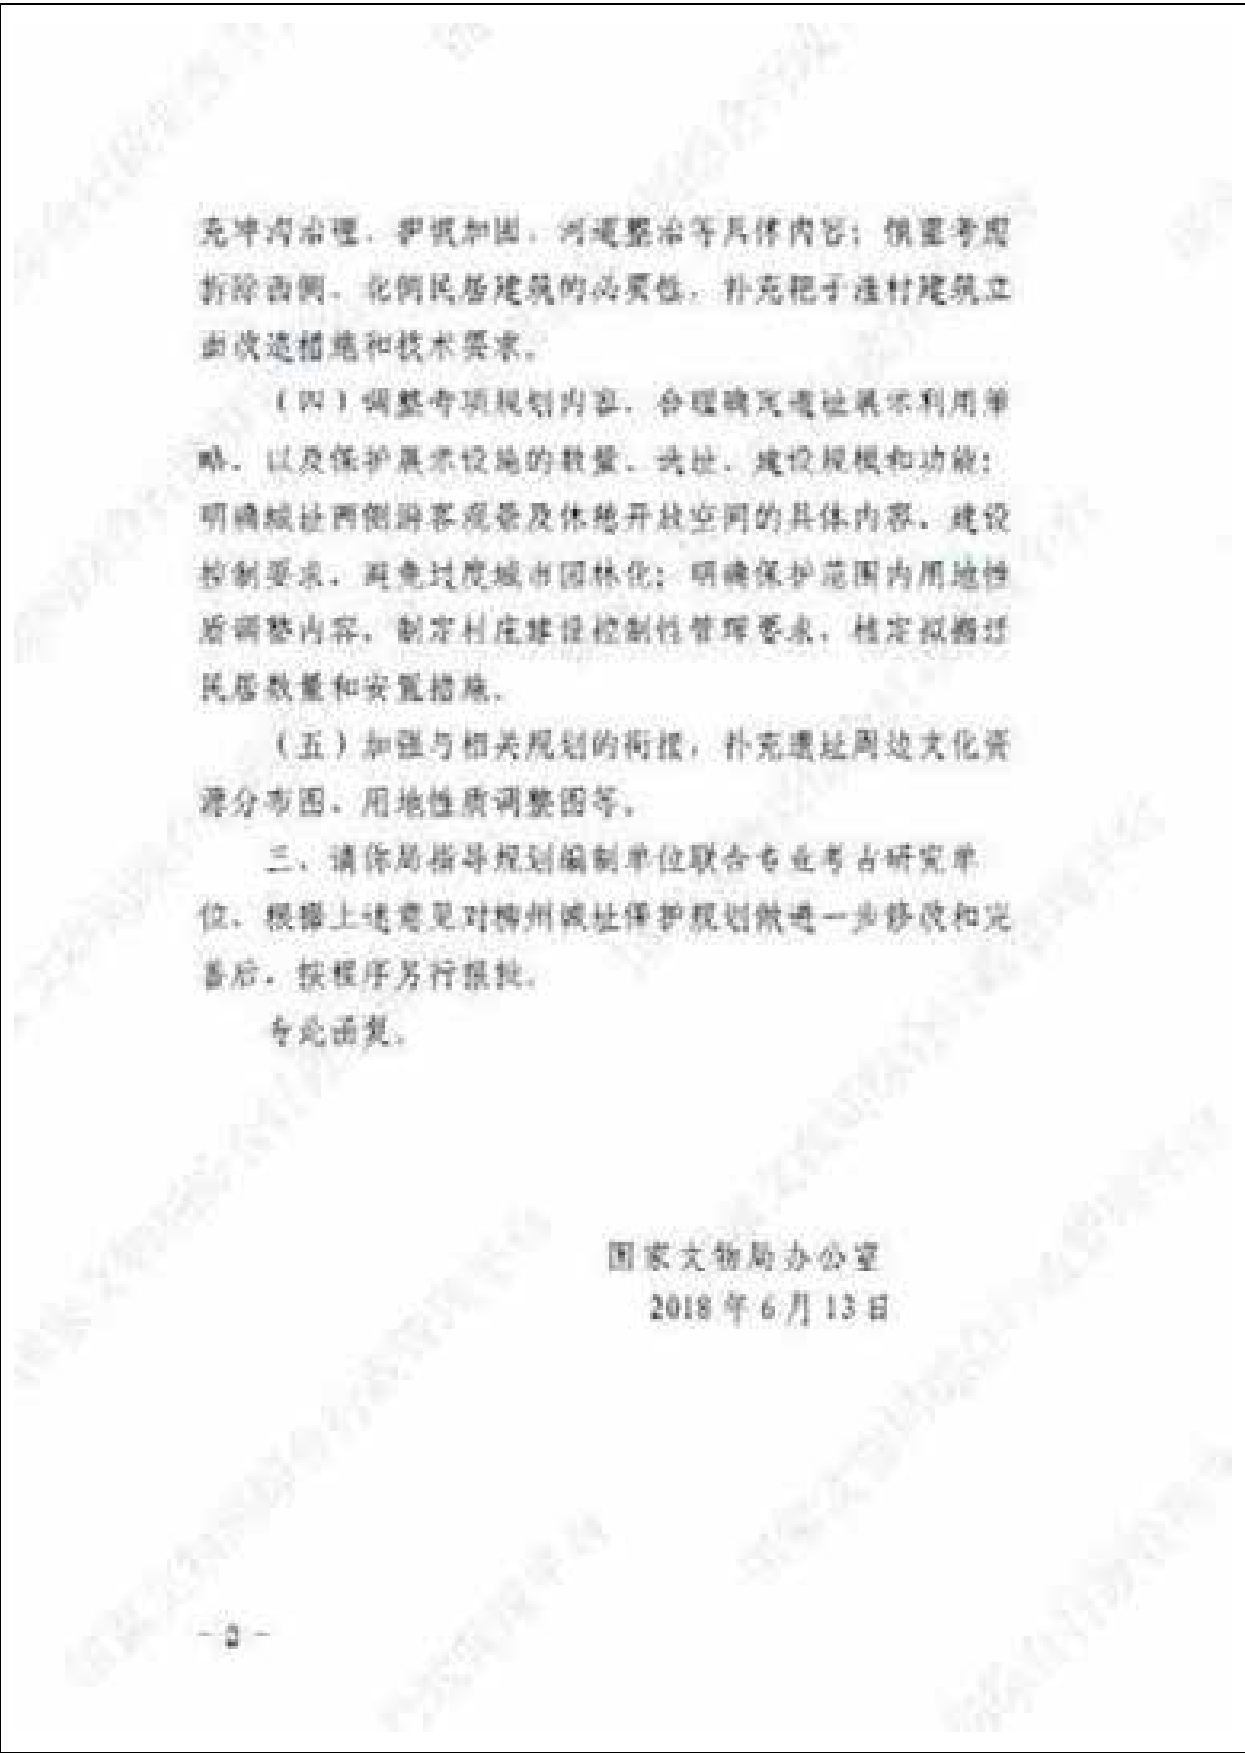 充冲沟治理、护坡加固、河道整治等具体内容；慎重考虑
拆除西侧、北侧民居建筑的必要性，补充耙子洼村建筑立
面改造措施和技术要求。
（四）调整专项规划内容。合理确定遗址展示利用策
略，以及保护展示设施的数量、选址、建设规模和功能；
明确城址两侧游客观景及休憩开放空间的具体内容、建设
控制要求，避免过度城市园林化；明确保护范围内用地性
质调整内容，制定村庄建设控制性管理要求，核定拟搬迁
民居数量和安置措施。
（五）加强与相关规划的衔接，补充遗址周边文化资
源分布图、用地性质调整图等。
三、请你局指导规划编制单位联合专业考古研究单
位，根据上述意见对 州城址保护规划做进一步修改和完
善后，按程序另行报批。
专此函复。
国家文物局办公室
2018 年 6 月 13 日
- 2 -